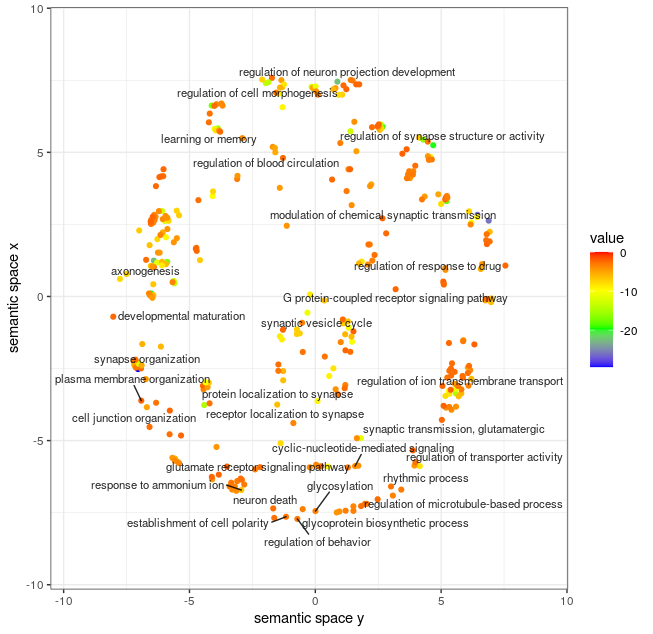 10
regulation of neuron projection development
regulation of cell morphogenesis
learning or memory
regulation of synapse structure or activity
5
regulation of blood circulation
modulation of chemical synaptic transmission
axonogenesis
regulation of response to drug
0
G protein-coupled receptor signaling pathway
developmental maturation
synaptic vesicle cycle
synapse organization
plasma membrane organization
regulation of ion transmembrane transport
protein localization to synapse
cell junction organization
receptor localization to synapse
synaptic transmission, glutamatergic
-5
cyclic-nucleotide-mediated signaling
regulation of transporter activity
glutamate receptor signaling pathway
rhythmic process
response to ammonium ion
glycosylation
neuron death
regulation of microtubule-based process
establishment of cell polarity
glycoprotein biosynthetic process
regulation of behavior
-10
-10
-5
0
5
10
semantic space y
semantic space x
value
0
-10
-20